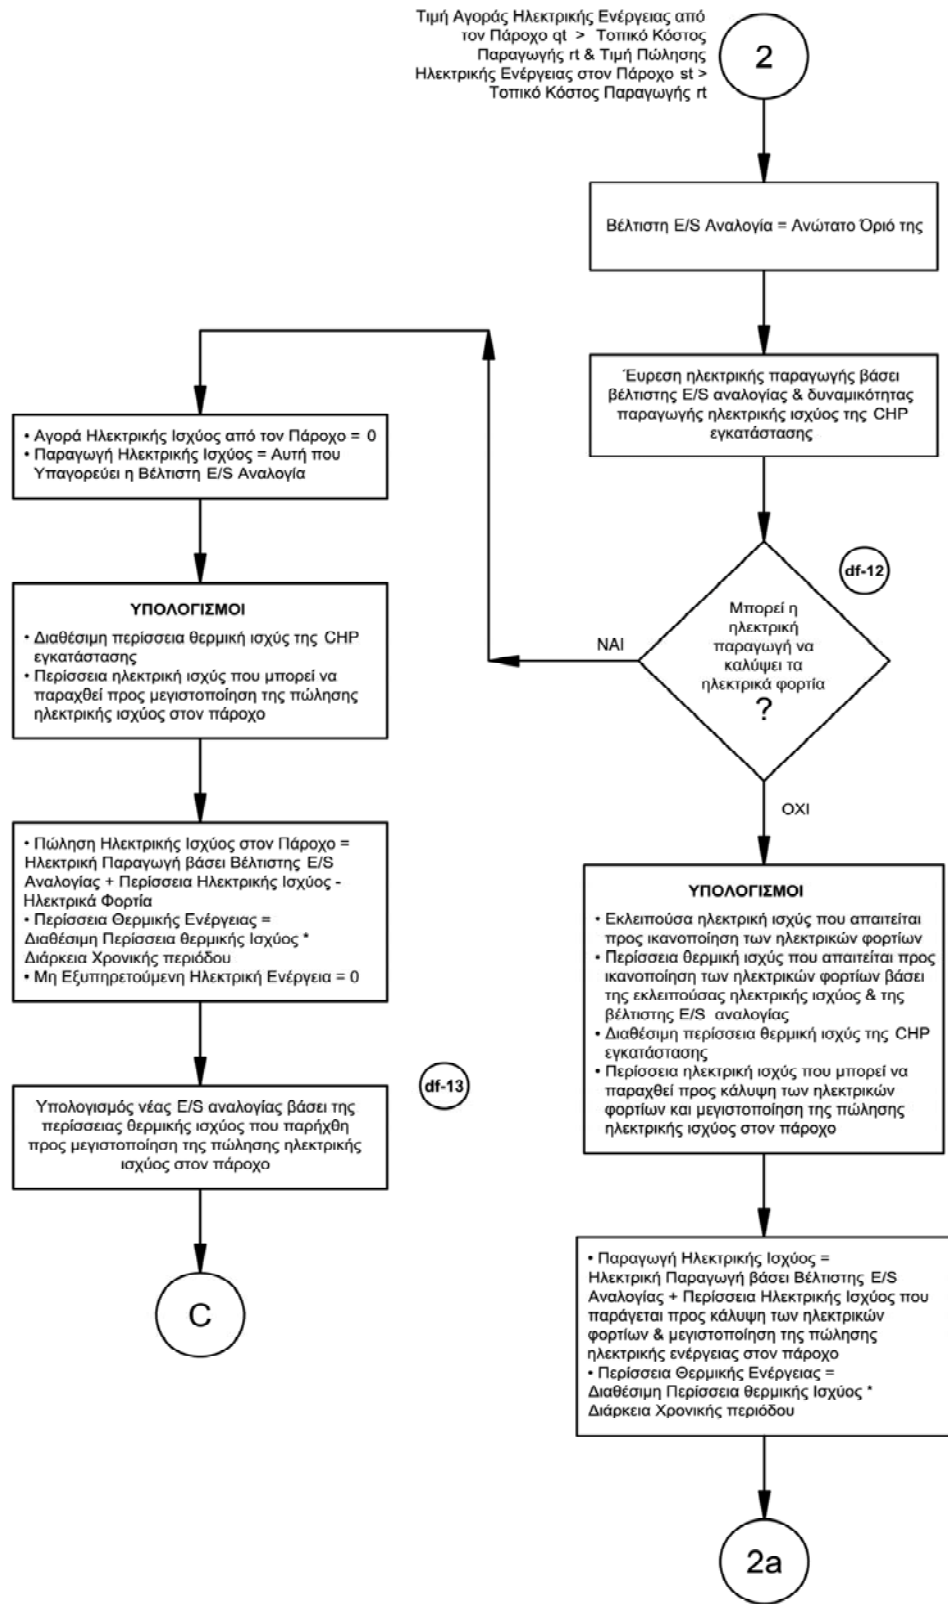 Τιμή Αγοράς Ηλεκτρικής Ενέργειας από
τον Πάροχο qt > Τοπικό Κόστος
Παραγωγής rt & Τιμή Πώλησης
Ηλεκτρικής Ενέργειας στον Πάροχο st >
Τοπικό Κόστος Παραγωγής rt
2
Βέλτιστη E/S Αναλογία = Ανώτατο Όριό της
Έυρεση ηλεκτρικής παραγωγής βάσει
βέλτιστης E/S αναλογίας & δυναμικότητας
παραγωγής ηλεκτρικής ισχύος της CHP
εγκατάστασης
df-12
Μπορεί η
ηλεκτρική
παραγωγή να
καλύψει τα
ηλεκτρικά φορτία
?
ΝΑΙ
ΟΧΙ
• Αγορά Ηλεκτρικής Ισχύος από τον Πάροχο = 0
• Παραγωγή Ηλεκτρικής Ισχύος = Αυτή που
Υπαγορεύει η Βέλτιστη E/S Αναλογία
ΥΠΟΛΟΓΙΣΜΟΙ
• Διαθέσιμη περίσσεια θερμική ισχύς της CHP
εγκατάστασης
• Περίσσεια ηλεκτρική ισχύς που μπορεί να
παραχθεί προς μεγιστοποίηση της πώλησης
ηλεκτρικής ισχύος στον πάροχο
• Πώληση Ηλεκτρικής Ισχύος στον Πάροχο =
Ηλεκτρική Παραγωγή βάσει Βέλτιστης E/S
Αναλογίας + Περίσσεια Ηλεκτρικής Ισχύος -
Ηλεκτρικά Φορτία
• Περίσσεια Θερμικής Ενέργειας =
Διαθέσιμη Περίσσεια θερμικής Ισχύος *
Διάρκεια Χρονικής περιόδου
• Μη Εξυπηρετούμενη Ηλεκτρική Ενέργεια = 0
df-13
Υπολογισμός νέας E/S αναλογίας βάσει της
περίσσειας θερμικής ισχύος που παρήχθη
προς μεγιστοποίηση της πώλησης ηλεκτρικής
ισχύος στον πάροχο
C
ΥΠΟΛΟΓΙΣΜΟΙ
• Εκλειπούσα ηλεκτρική ισχύς που απαιτείται
προς ικανοποίηση των ηλεκτρικών φορτίων
• Περίσσεια θερμική ισχύς που απαιτείται προς
ικανοποίηση των ηλεκτρικών φορτίων βάσει
της εκλειπούσας ηλεκτρικής ισχύος & της
βέλτιστης E/S αναλογίας
• Διαθέσιμη περίσσεια θερμική ισχύς της CHP
εγκατάστασης
• Περίσσεια ηλεκτρική ισχύς που μπορεί να
παραχθεί προς κάλυψη των ηλεκτρικών
φορτίων και μεγιστοποίηση της πώλησης
ηλεκτρικής ισχύος στον πάροχο
• Παραγωγή Ηλεκτρικής Ισχύος =
Ηλεκτρική Παραγωγή βάσει Βέλτιστης E/S
Αναλογίας + Περίσσεια Ηλεκτρικής Ισχύος που
παράγεται προς κάλυψη των ηλεκτρικών
φορτίων & μεγιστοποίηση της πώλησης
ηλεκτρικής ενέργειας στον πάροχο
• Περίσσεια Θερμικής Ενέργειας =
Διαθέσιμη Περίσσεια θερμικής Ισχύος *
Διάρκεια Χρονικής περιόδου
2a